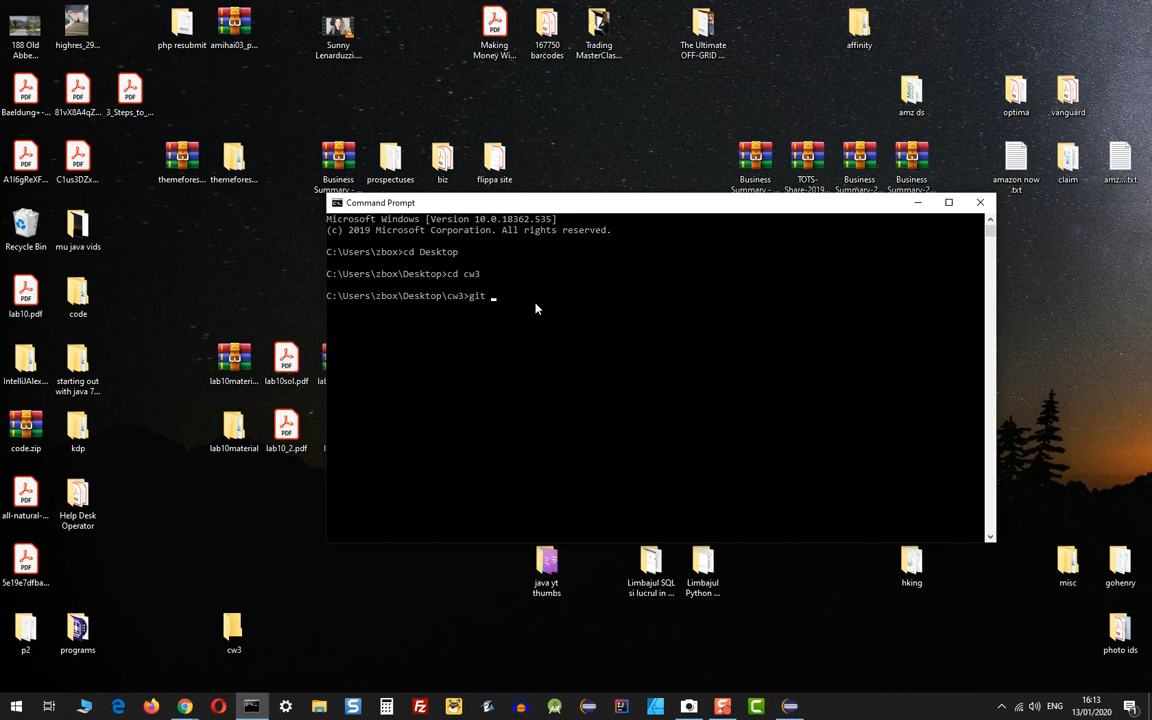 188 Old
Abbe...
highres_29...
php resubmit
amihai03_p...
Sunny
Lenarduzzi....
Making
Money Wi...
167750
barcodes
Trading
MasterClas...
The Ultimate
OFF-GRID ...
affinity
Baeldung+-...
81vX8A4qZ...
3_Steps_to_...
amz ds
optima
vanguard
A1l6gReXF...
C1us3DZx...
themefores...
themefores...
Business
Summary - ...
prospectuses
biz
flippa site
Business
Summary - ...
TOTS-
Share-2019...
Business
Summary-2...
Business
Summary-2...
amazon now
.txt
claim
amz....txt
Recycle Bin
mu java vids
Command Prompt
Microsoft Windows [Version 10.0.18362.535]
(c) 2019 Microsoft Corporation. All rights reserved.
C:\Users\zbox>cd Desktop
C:\Users\zbox\Desktop>cd cw3
C:\Users\zbox\Desktop\cw3>git _
lab10.pdf
code
IntelliJAlex...
starting out
with java 7...
lab10materi...
lab10sol.pdf
code.zip
kdp
lab10material
lab10_2.pdf
all-natural-...
Help Desk
Operator
5e19e7dfba...
java yt
thumbs
Limbajul SQL
si lucrul in ...
Limbajul
Python ...
hking
misc
gohenry
p2
programs
cw3
photo ids
ENG
16:13
13/01/2020